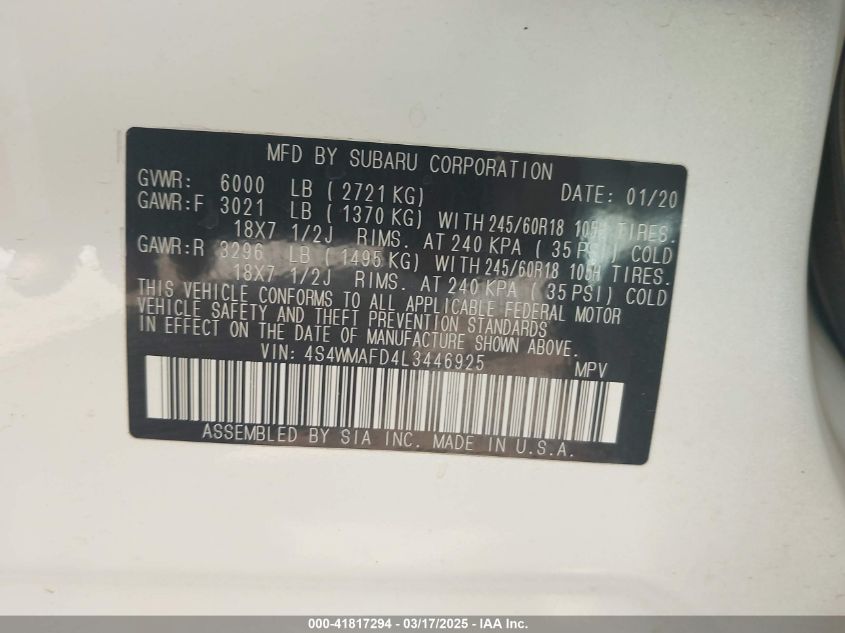 MFD BY SUBARU CORPORATION
GVWR: 6000 LB ( 2721 KG) DATE: 01/20
GAWR:F 3021 LB ( 1370 KG) WITH 245/60R18 105H TIRES.
18X7 1/2J RIMS. AT 240 KPA ( 35 PSI) COLD
GAWR:R 3296 LB ( 1495 KG) WITH 245/60R18 105H TIRES.
18X7 1/2J RIMS. AT 240 KPA ( 35 PSI) COLD
THIS VEHICLE CONFORMS TO ALL APPLICABLE FEDERAL MOTOR
VEHICLE SAFETY AND THEFT PREVENTION STANDARDS
IN EFFECT ON THE DATE OF MANUFACTURE SHOWN ABOVE.
VIN: 4S4WMAFD4L3446925 MPV
ASSEMBLED BY SIA INC. MADE IN U.S.A.
000-41817294 - 03/17/2025 - IAA Inc.